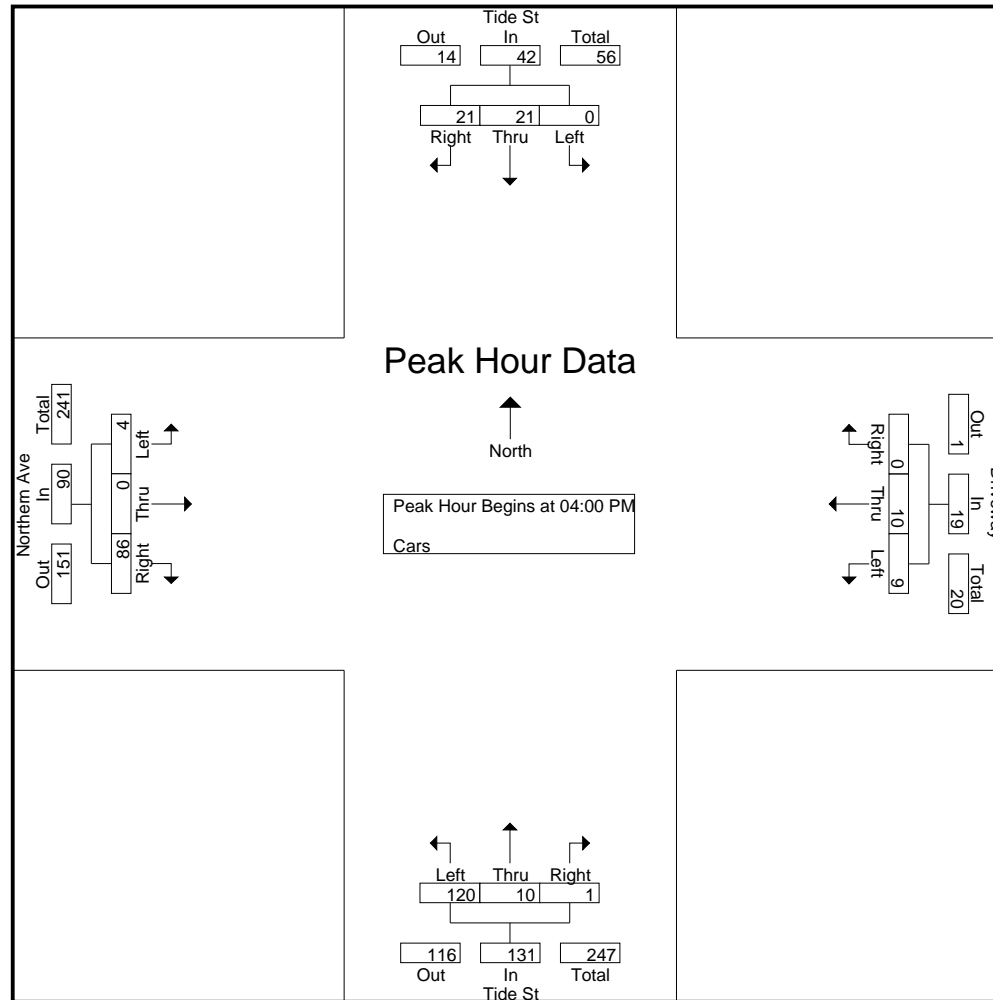 Tide St
Out In Total
14 42 56
21 21 0
Right Thru Left
Peak Hour Data
North
Peak Hour Begins at 04:00 PM
Cars
Northern Ave
Total In Out
241 90 151
4 0 86
Left Thru Right
Right Thru Left
0 10 9
1 19 20
Out In Total
Left Thru Right
120 10 1
116 131 247
Out In Total
Tide St